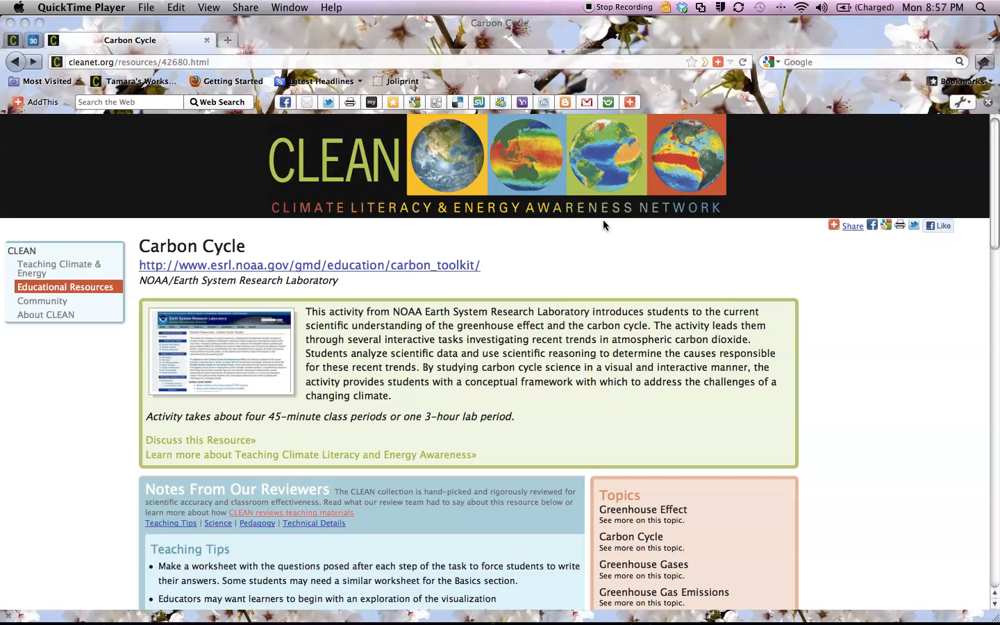 QuickTime Player File Edit View Share Window Help Stop Recording (Charged) Mon 8:57 PM
Carbon Cycle
30 Carbon Cycle
cleanet.org/resources/42680.html Google
Most Visited Tamara's Works... Getting Started Latest Headlines Joliprint Bookmarks
AddThis Search the Web Web Search my
CLEAN
CLIMATE LITERACY & ENERGY AWARENESS NETWORK
Share Like
CLEAN
Teaching Climate &
Energy
Educational Resources
Community
About CLEAN
Carbon Cycle
http://www.esrl.noaa.gov/gmd/education/carbon_toolkit/
NOAA/Earth System Research Laboratory
This activity from NOAA Earth System Research Laboratory introduces students to the current
scientific understanding of the greenhouse effect and the carbon cycle. The activity leads them
through several interactive tasks investigating recent trends in atmospheric carbon dioxide.
Students analyze scientific data and use scientific reasoning to determine the causes responsible
for these recent trends. By studying carbon cycle science in a visual and interactive manner, the
activity provides students with a conceptual framework with which to address the challenges of a
changing climate.
Activity takes about four 45-minute class periods or one 3-hour lab period.
Discuss this Resource»
Learn more about Teaching Climate Literacy and Energy Awareness»
Notes From Our Reviewers The CLEAN collection is hand-picked and rigorously reviewed for
scientific accuracy and classroom effectiveness. Read what our review team had to say about this resource below or
learn more about how CLEAN reviews teaching materials
Teaching Tips | Science | Pedagogy | Technical Details
Teaching Tips
• Make a worksheet with the questions posed after each step of the task to force students to write
their answers. Some students may need a similar worksheet for the Basics section.
• Educators may want learners to begin with an exploration of the visualization
Topics
Greenhouse Effect
See more on this topic.
Carbon Cycle
See more on this topic.
Greenhouse Gases
See more on this topic.
Greenhouse Gas Emissions
See more on this topic.